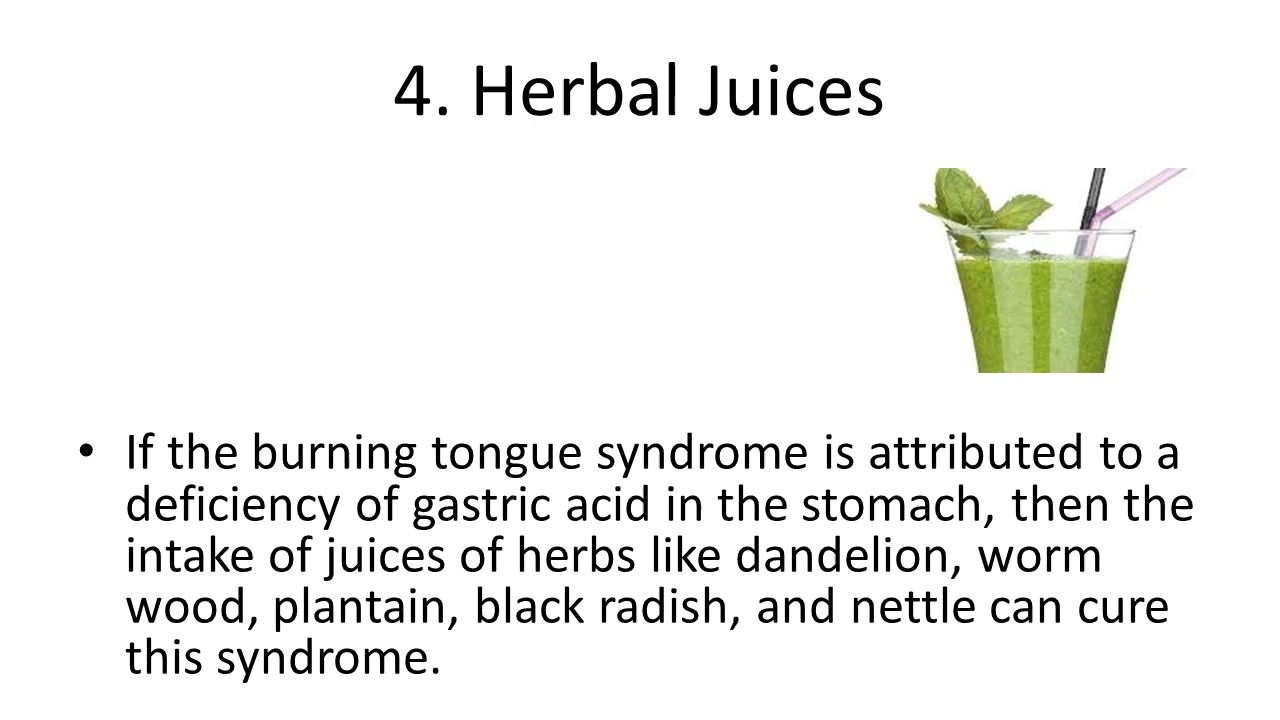 4. Herbal Juices
• If the burning tongue syndrome is attributed to a
deficiency of gastric acid in the stomach, then the
intake of juices of herbs like dandelion, worm
wood, plantain, black radish, and nettle can cure
this syndrome.